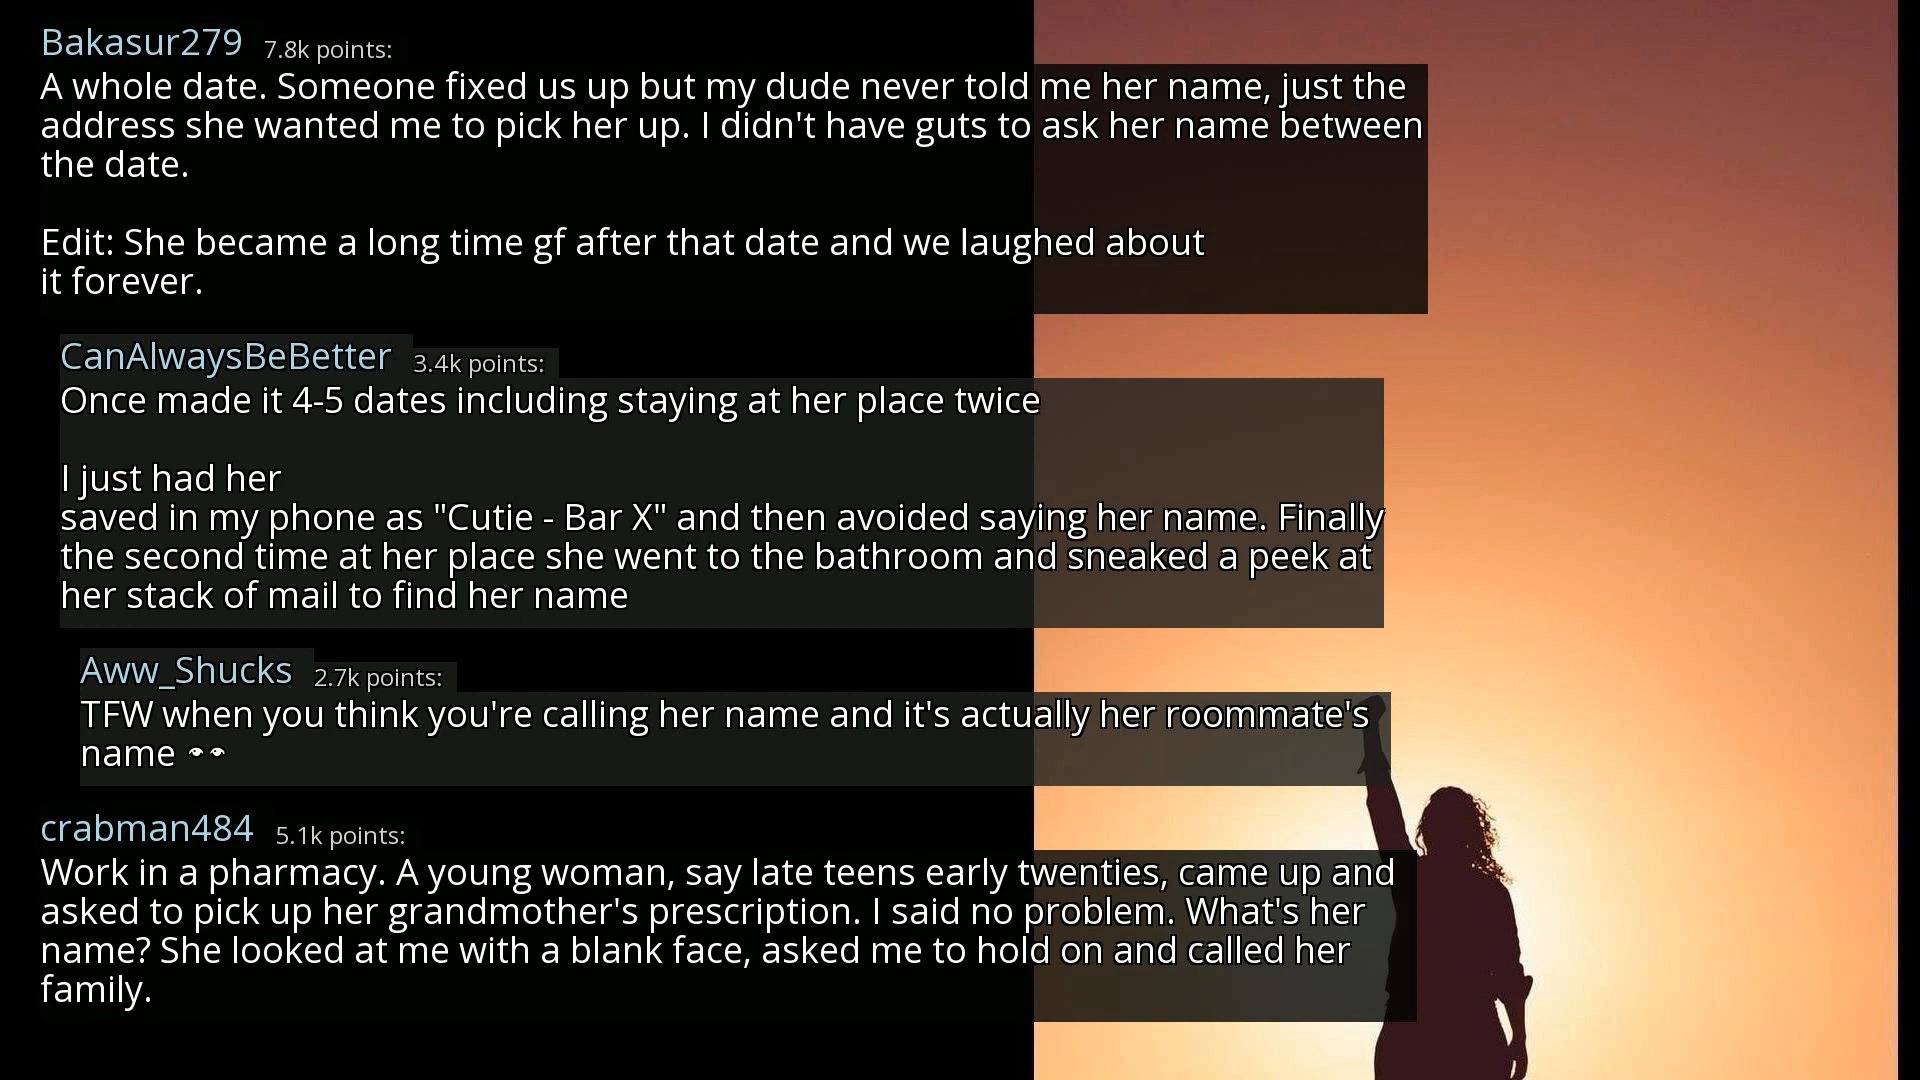 Bakasur279 7.8k points:
A whole date. Someone fixed us up but my dude never told me her name, just the
address she wanted me to pick her up. I didn't have guts to ask her name between
the date.
Edit: She became a long time gf after that date and we laughed about
it forever.
CanAlwaysBeBetter 3.4k points:
Once made it 4-5 dates including staying at her place twice
I just had her
saved in my phone as "Cutie - Bar X" and then avoided saying her name. Finally
the second time at her place she went to the bathroom and sneaked a peek at
her stack of mail to find her name
Aww_Shucks 2.7k points:
TFW when you think you're calling her name and it's actually her roommate's
name 👀
crabman484 5.1k points:
Work in a pharmacy. A young woman, say late teens early twenties, came up and
asked to pick up her grandmother's prescription. I said no problem. What's her
name? She looked at me with a blank face, asked me to hold on and called her
family.